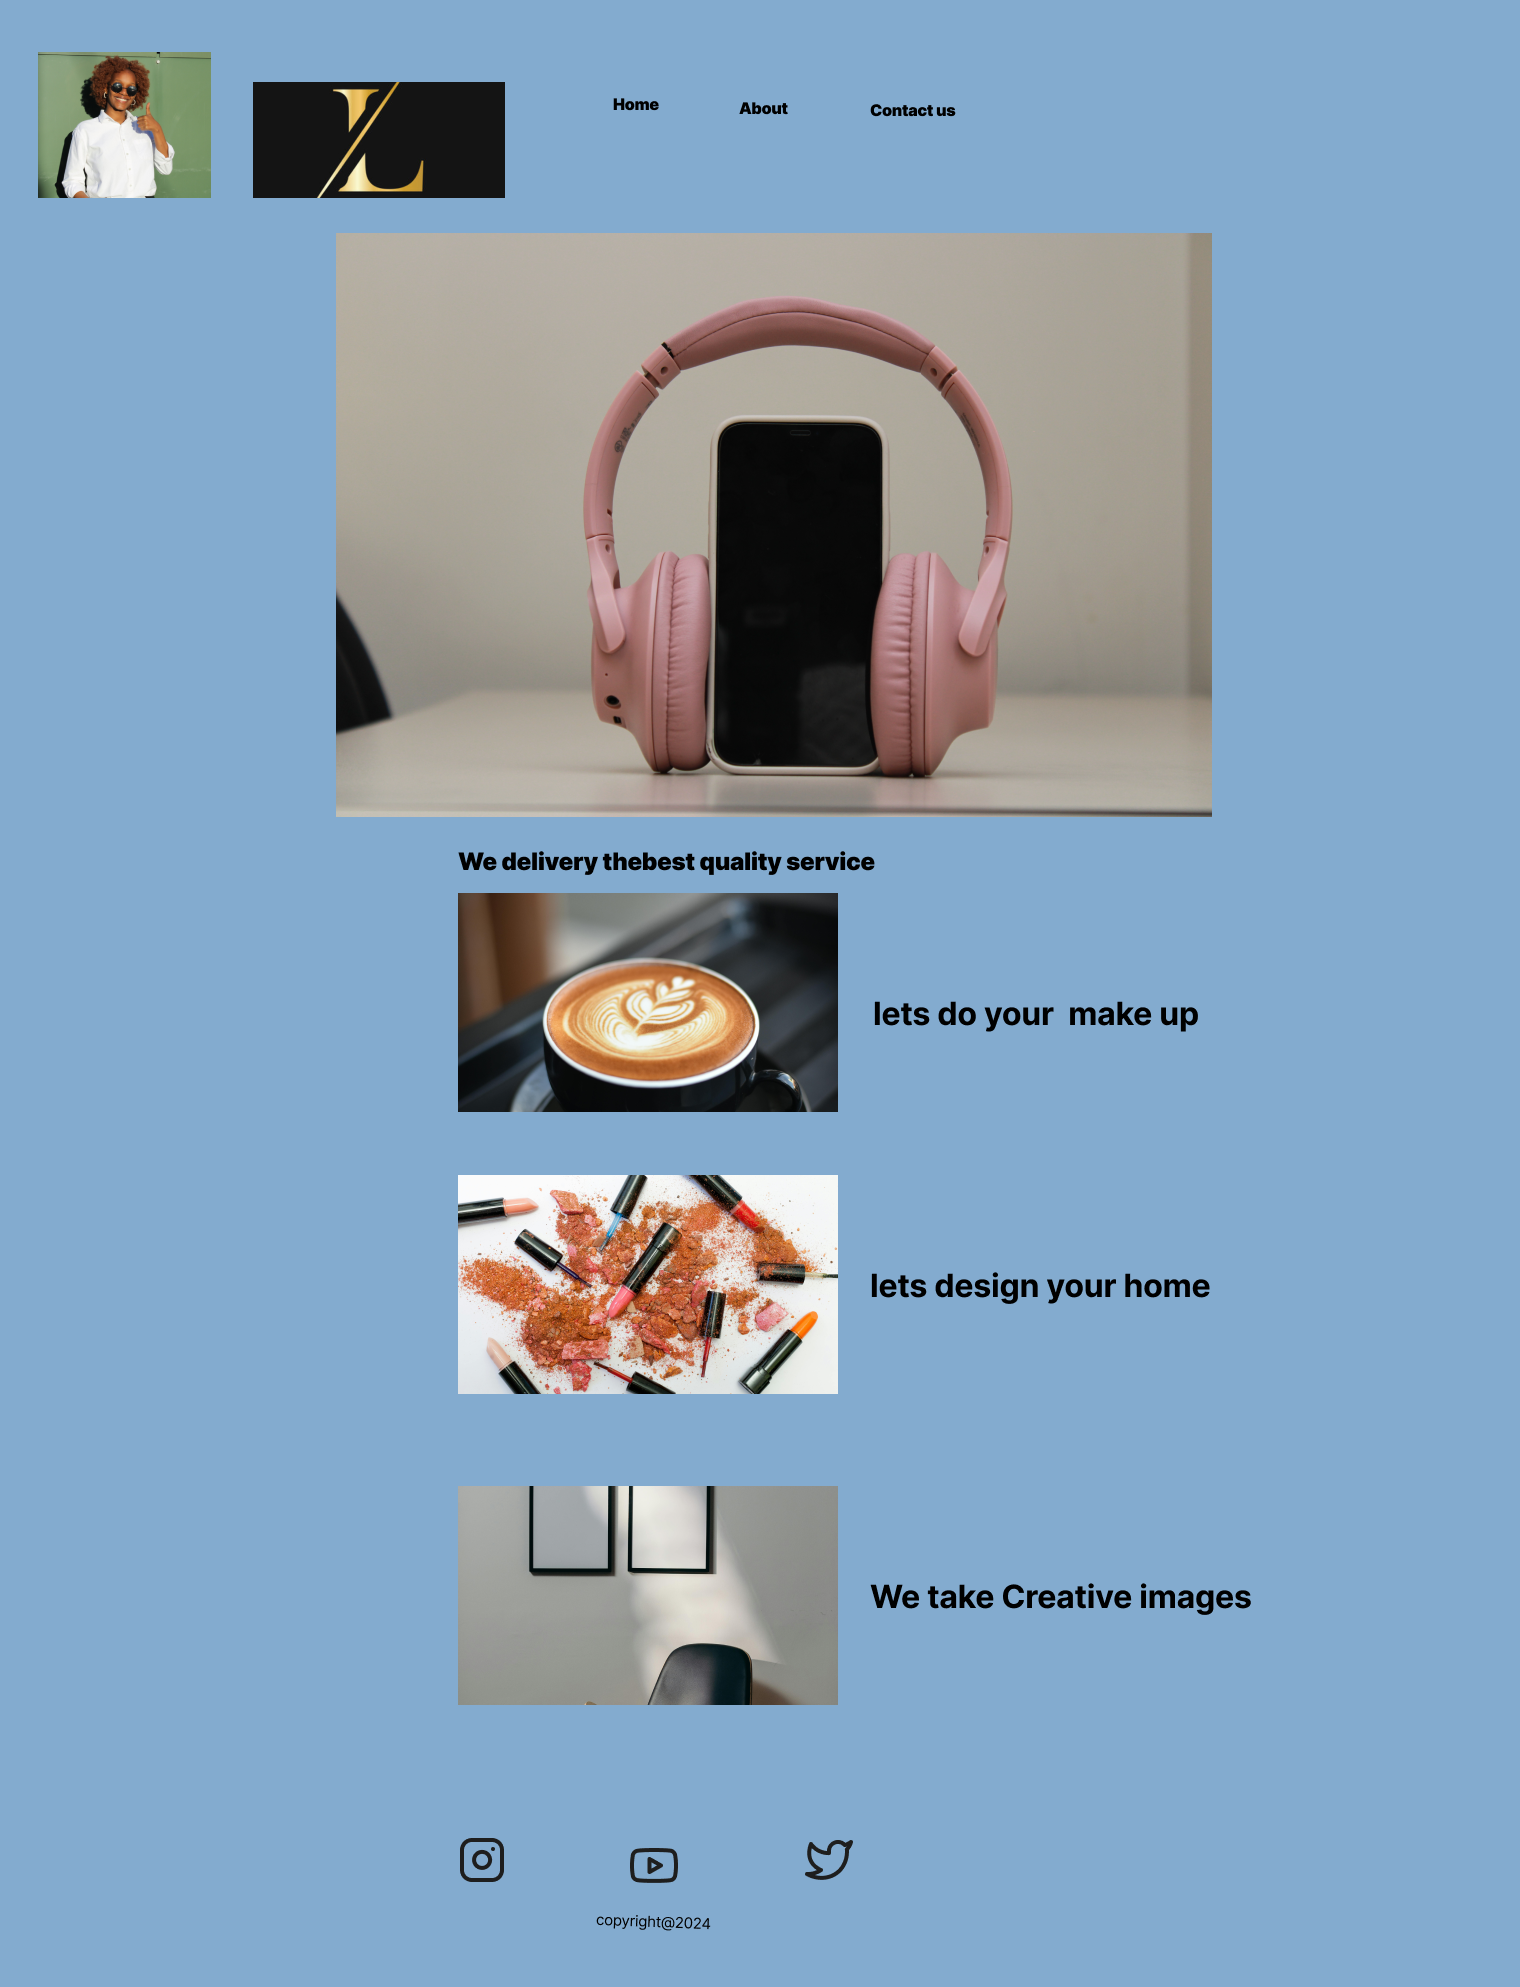 L
Home
About
Contact us
We delivery thebest quality service
lets do your  make up
lets design your home
We take Creative images
copyright@2024